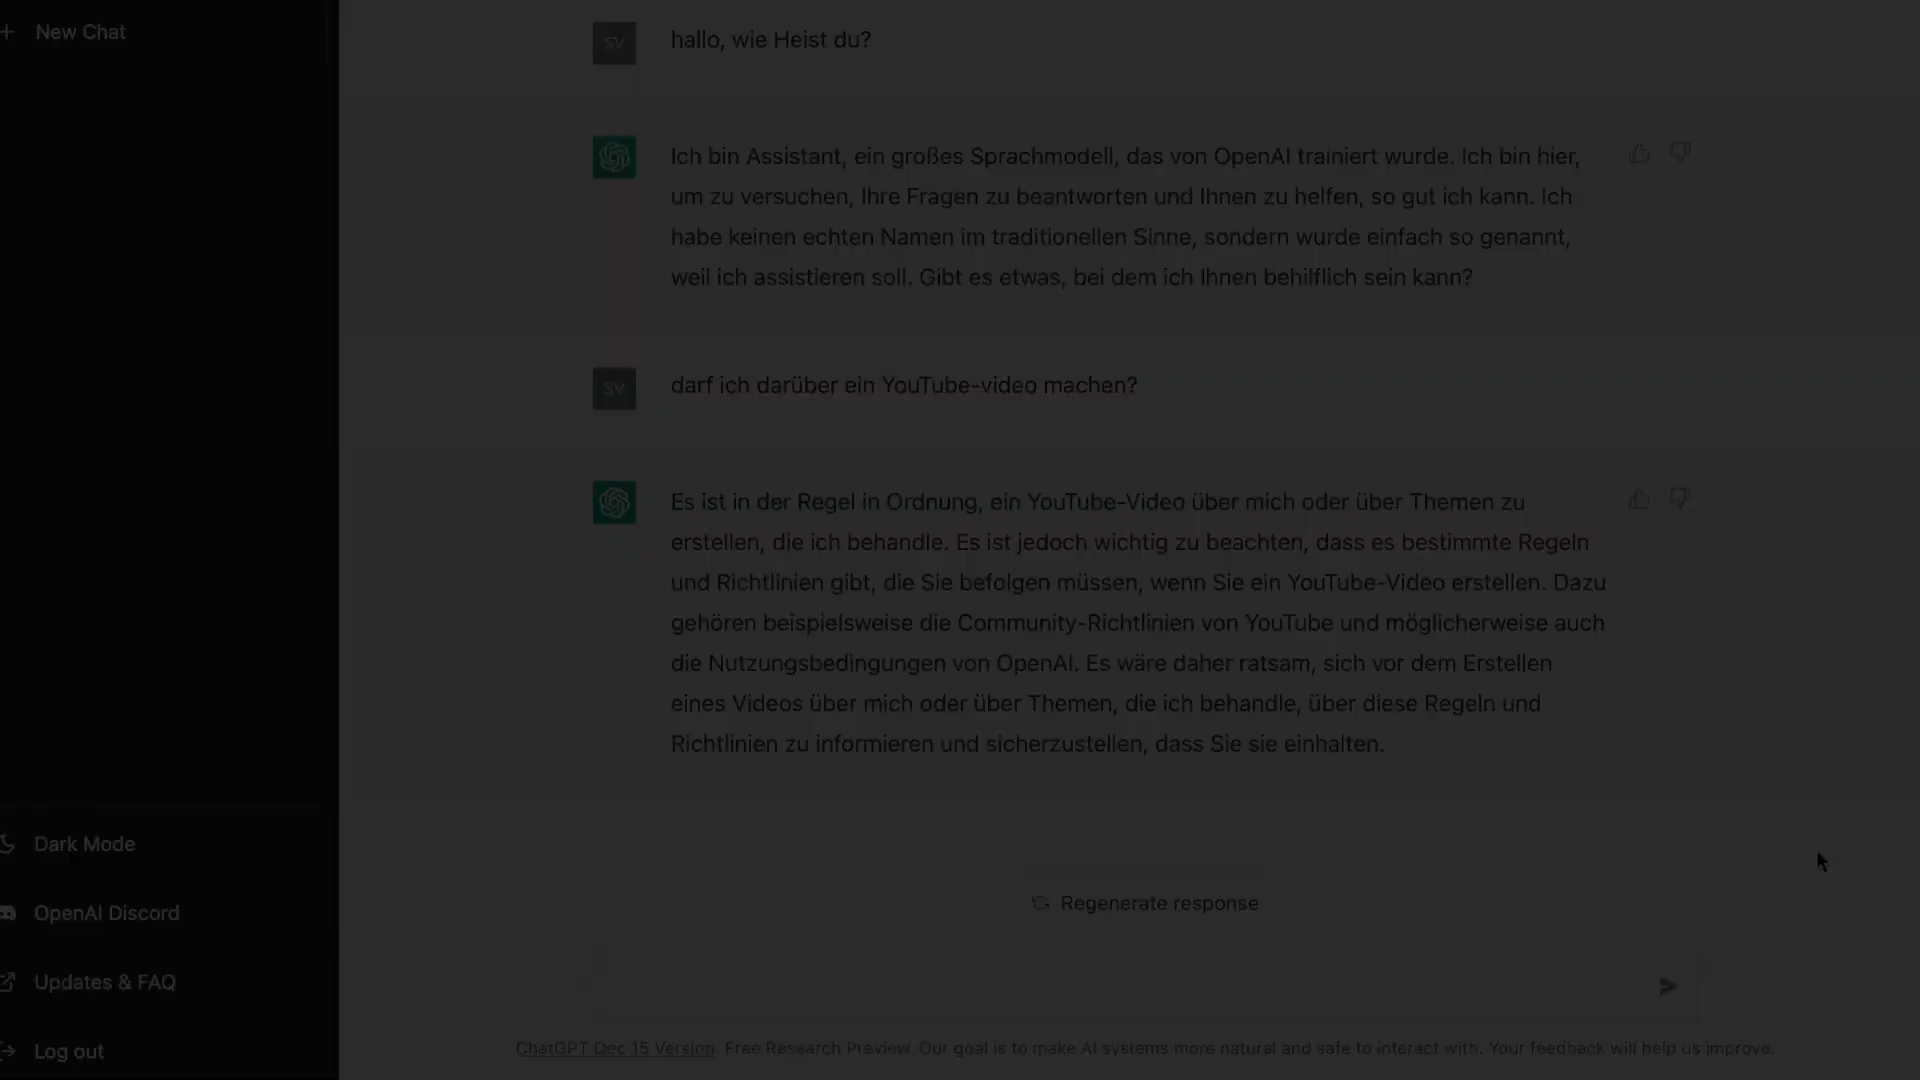 New Chat
SV
hallo, wie Heist du?
Ich bin Assistant, ein großes Sprachmodell, das von OpenAI trainiert wurde. Ich bin hier,
um zu versuchen, Ihre Fragen zu beantworten und Ihnen zu helfen, so gut ich kann. Ich
habe keinen echten Namen im traditionellen Sinne, sondern wurde einfach so genannt,
weil ich assistieren soll. Gibt es etwas, bei dem ich Ihnen behilflich sein kann?
SV
darf ich darüber ein YouTube-video machen?
Es ist in der Regel in Ordnung, ein YouTube-Video über mich oder über Themen zu
erstellen, die ich behandle. Es ist jedoch wichtig zu beachten, dass es bestimmte Regeln
und Richtlinien gibt, die Sie befolgen müssen, wenn Sie ein YouTube-Video erstellen. Dazu
gehören beispielsweise die Community-Richtlinien von YouTube und möglicherweise auch
die Nutzungsbedingungen von OpenAI. Es wäre daher ratsam, sich vor dem Erstellen
eines Videos über mich oder über Themen, die ich behandle, über diese Regeln und
Richtlinien zu informieren und sicherzustellen, dass Sie sie einhalten.
Dark Mode
OpenAI Discord
Updates & FAQ
Log out
Regenerate response
ChatGPT Dec 15 Version. Free Research Preview. Our goal is to make AI systems more natural and safe to interact with. Your feedback will help us improve.